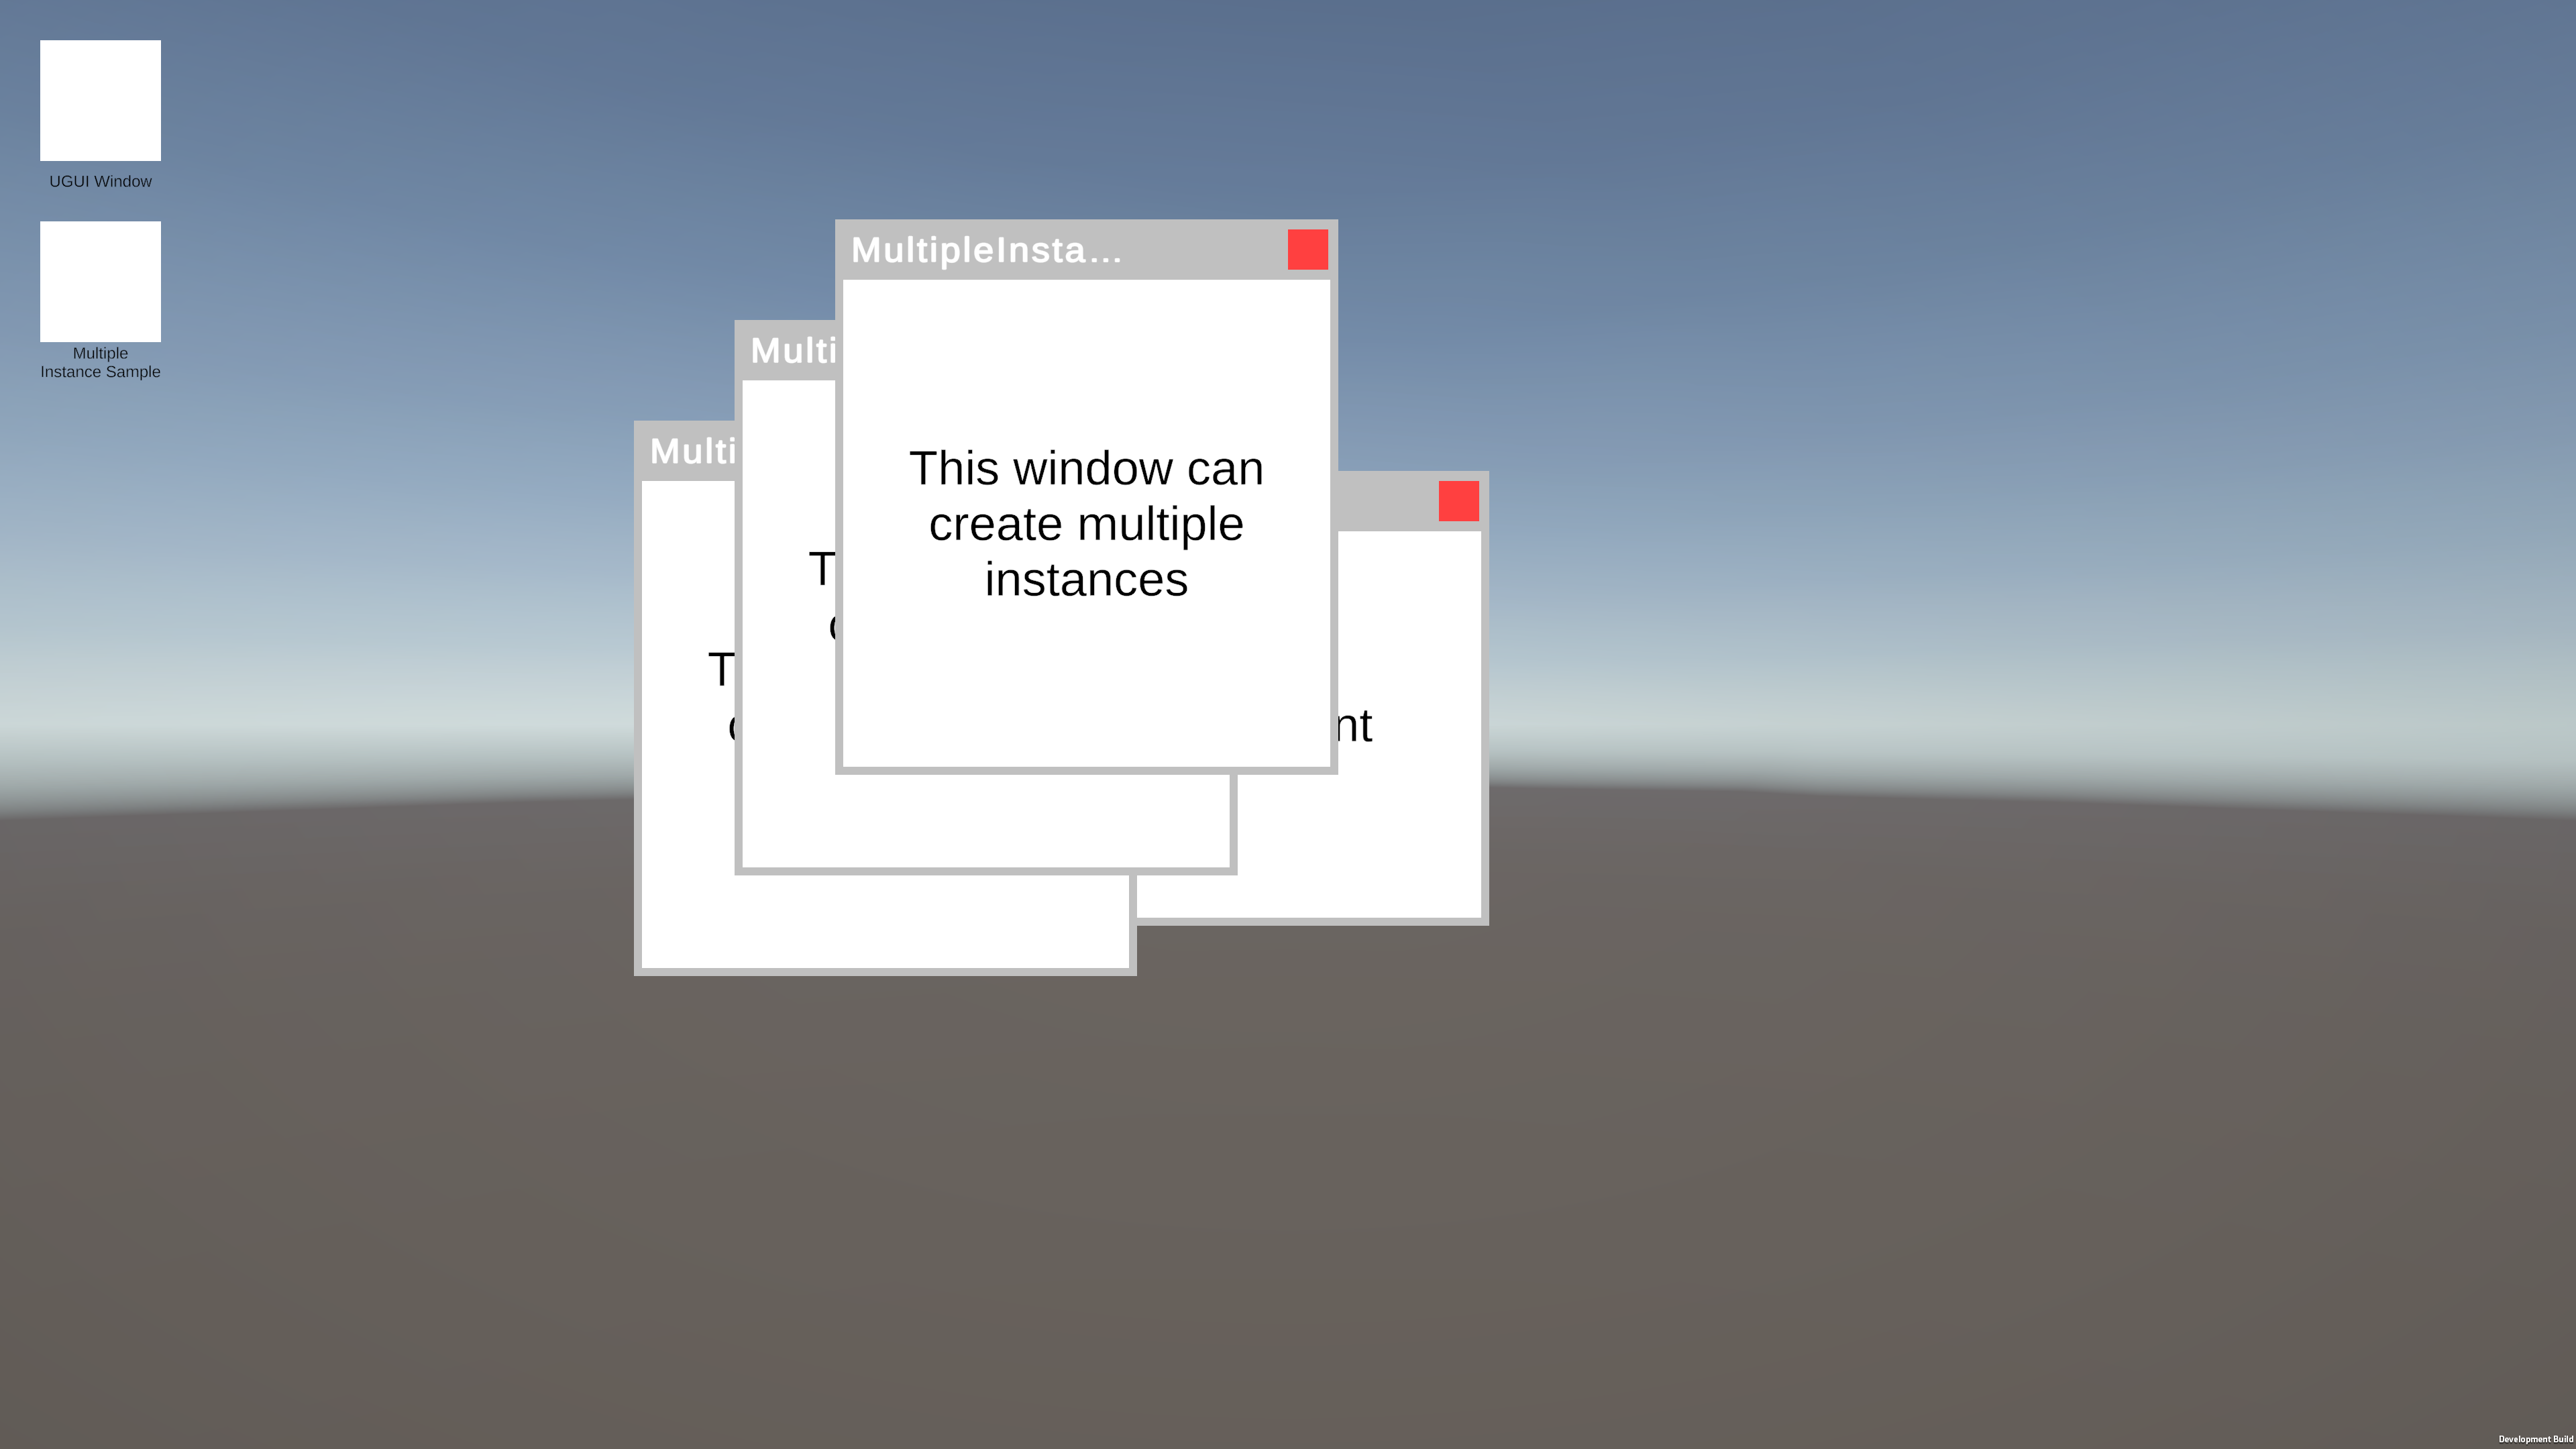 UGUI Window
Multiple
Instance Sample
MultipleInsta...
Multi
Multi
This window can
create multiple
instances
T
T
nt
Development Build